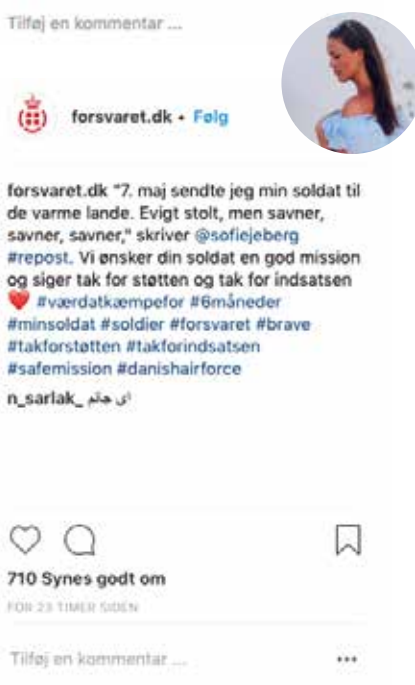 Tilføj en kommentar ...
forsvaret.dk • Følg
forsvaret.dk "7. maj sendte jeg min soldat til
de varme lande. Evigt stolt, men savner,
savner, savner," skriver @sofiejeberg
#repost. Vi ønsker din soldat en god mission
og siger tak for støtten og tak for indsatsen
❤️ #værdatkæmpefor #6måneder
#minsoldat #soldier #forsvaret #brave
#takforstøtten #takforindsatsen
#safemission #danishairforce
n_sarlak_ ای جانم
710 Synes godt om
FOR 23 TIMER SIDEN
Tilføj en kommentar ...